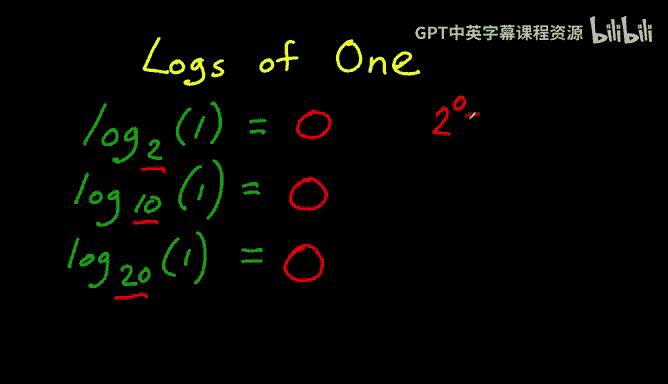 GPT中英字幕课程资源 bilibili
Logs of One
log₂(1) = 0
2⁰
log₁₀(1) = 0
log₂₀(1) = 0